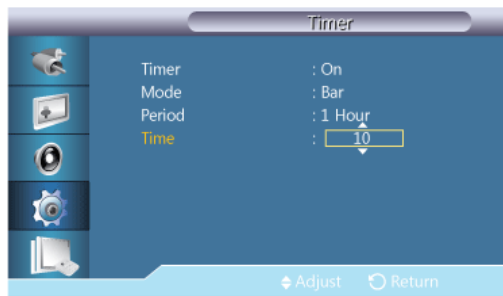 Timer
Timer : On
Mode : Bar
Period : 1 Hour
Time : 10
Adjust Return